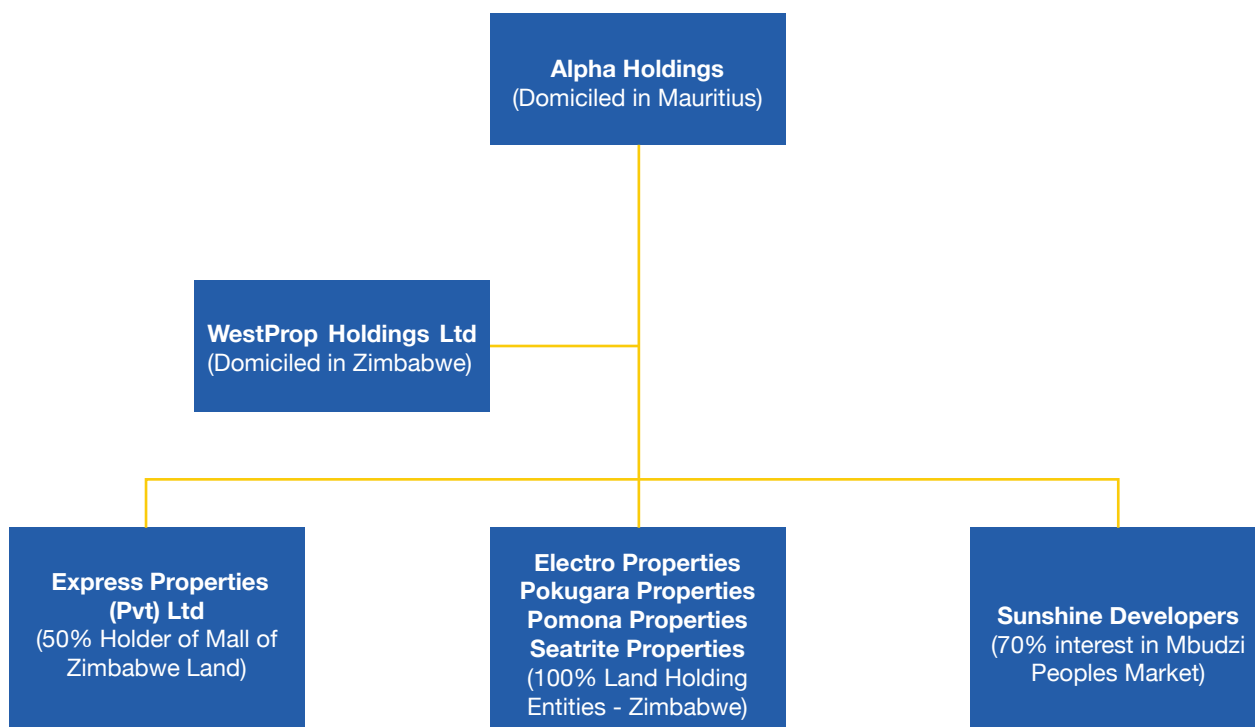 Alpha Holdings
(Domiciled in Mauritius)
WestProp Holdings Ltd
(Domiciled in Zimbabwe)
Express Properties
(Pvt) Ltd
(50% Holder of Mall of
Zimbabwe Land)
Electro Properties
Pokugara Properties
Pomona Properties
Seatrite Properties
(100% Land Holding
Entities - Zimbabwe)
Sunshine Developers
(70% interest in Mbudzi
Peoples Market)